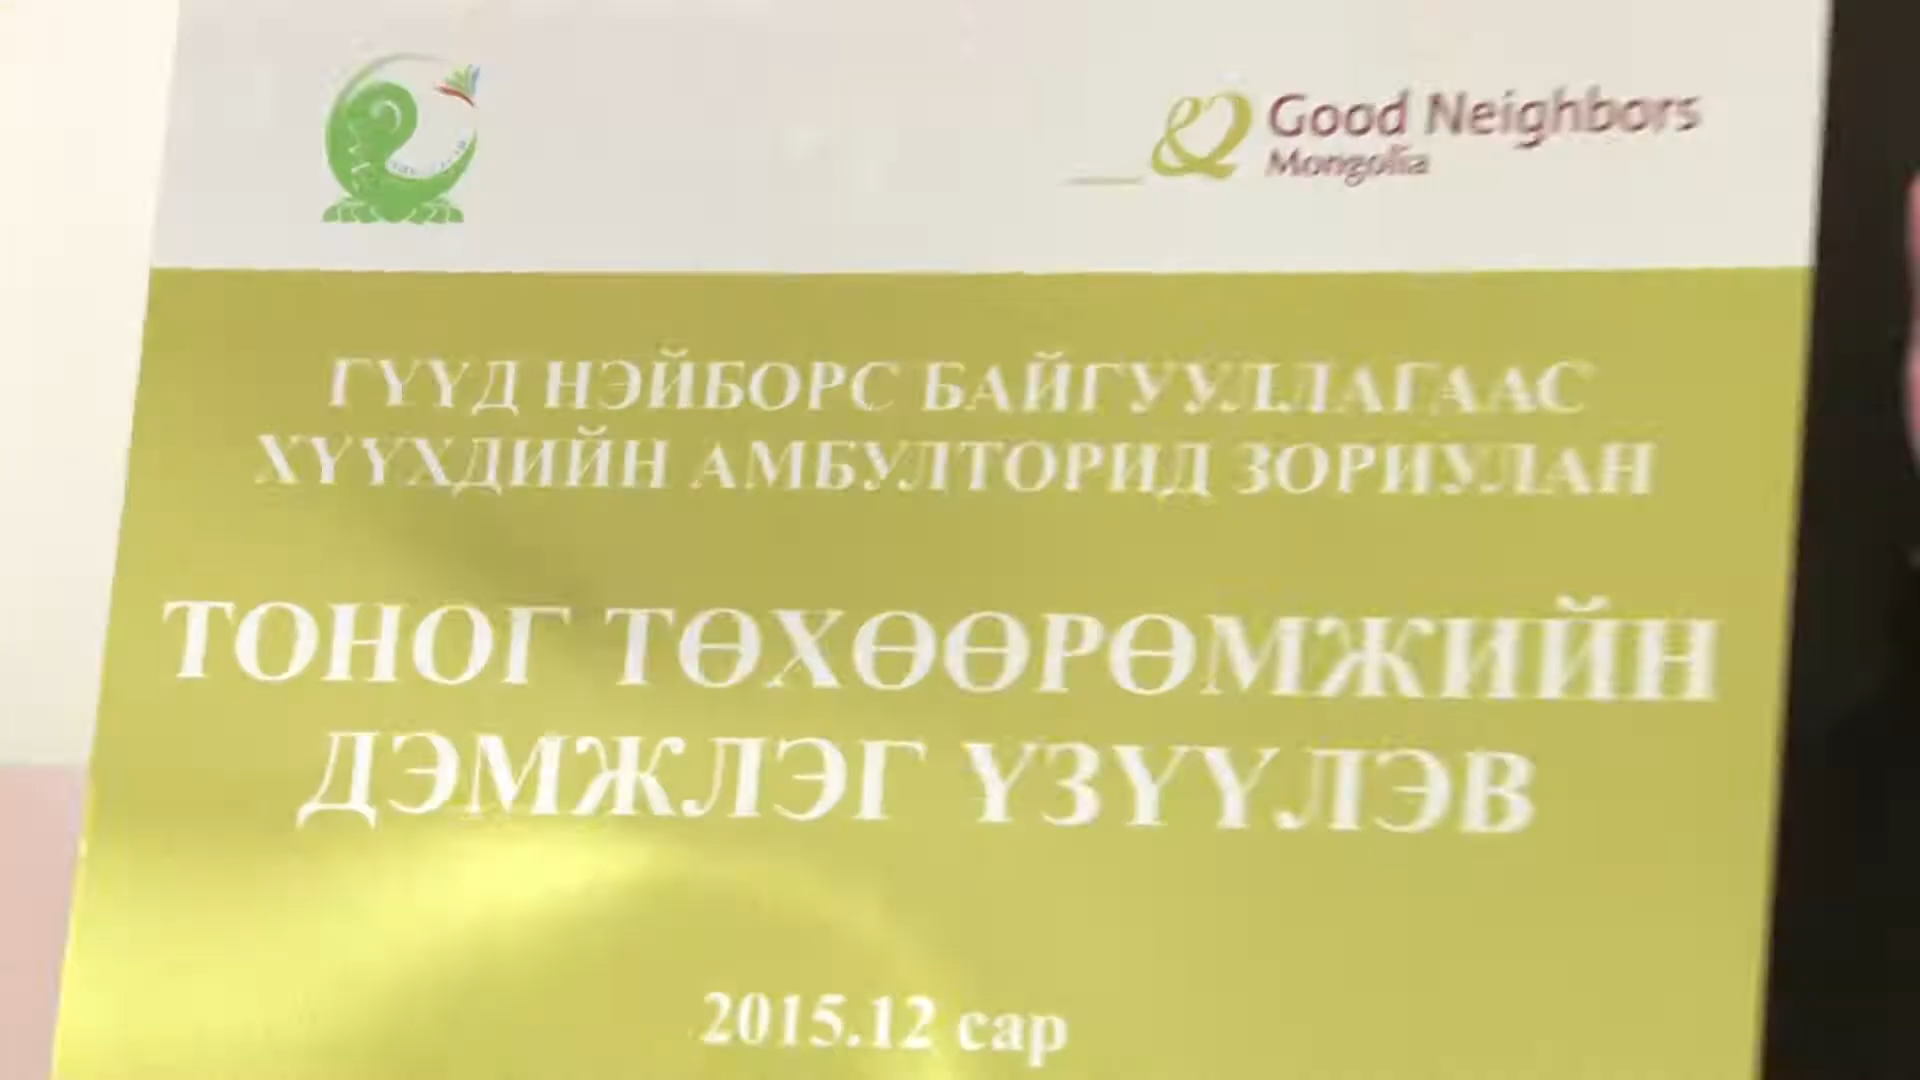 Good Neighbors
Mongolia
ГҮҮД НЭЙБОРС БАЙГУУЛЛАГААС
ХҮҮХДИЙН АМБУЛТОРИД ЗОРИУЛАН
ТОНОГ ТӨХӨӨРӨМЖИЙН
ДЭМЖЛЭГ ҮЗҮҮЛЭВ
2015.12 сар